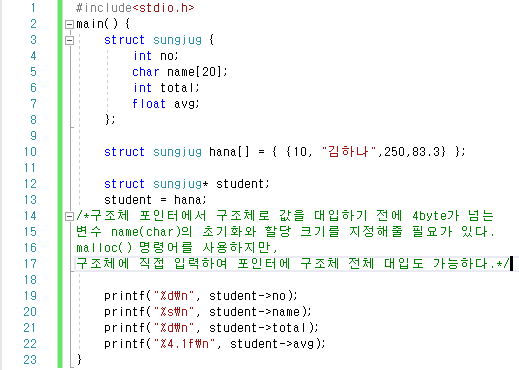 1 #include<stdio.h>
2 main() {
3 struct sungjug {
4 int no;
5 char name[20];
6 int total;
7 float avg;
8 };
9
10 struct sungjug hana[] = { {10, "김하나",250,83.3} };
11
12 struct sungjug* student;
13 student = hana;
14 /*구조체 포인터에서 구조체로 값을 대입하기 전에 4byte가 넘는
15 변수 name(char)의 초기화와 할당 크기를 지정해줄 필요가 있다.
16 malloc() 명령어를 사용하지만,
17 구조체에 직접 입력하여 포인터에 구조체 전체 대입도 가능하다.*/
18
19 printf("%d₩n", student->no);
20 printf("%s₩n", student->name);
21 printf("%d₩n", student->total);
22 printf("%4.1f₩n", student->avg);
23 }